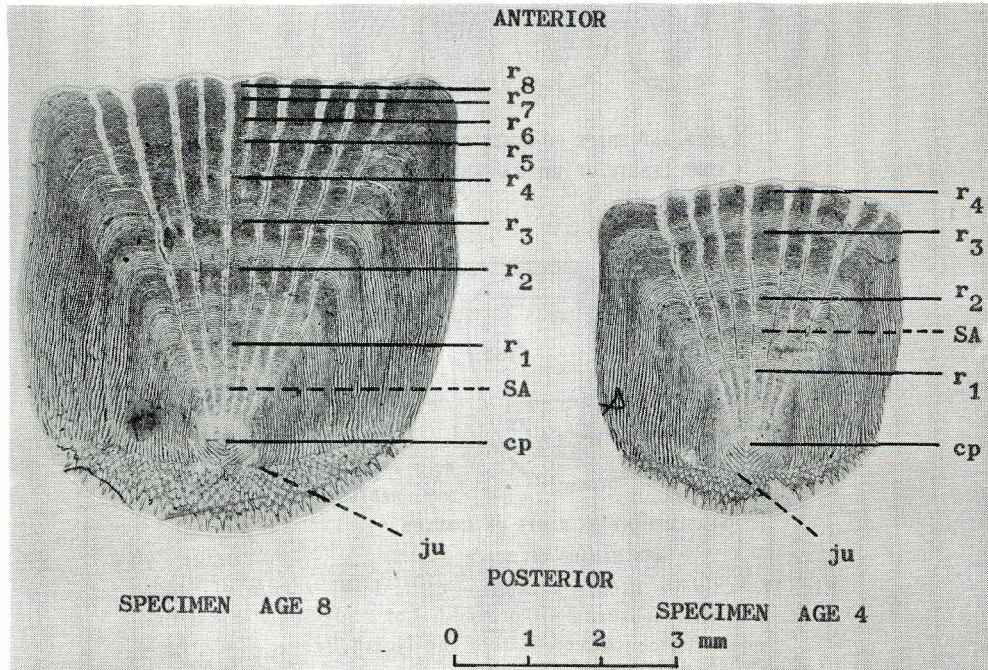 ANTERIOR
r8
r7
r6
r5
r4
r3
r2
r1
SA
cp
ju
r4
r3
r2
SA
r1
cp
ju
POSTERIOR
SPECIMEN AGE 8
SPECIMEN AGE 4
0 1 2 3 mm